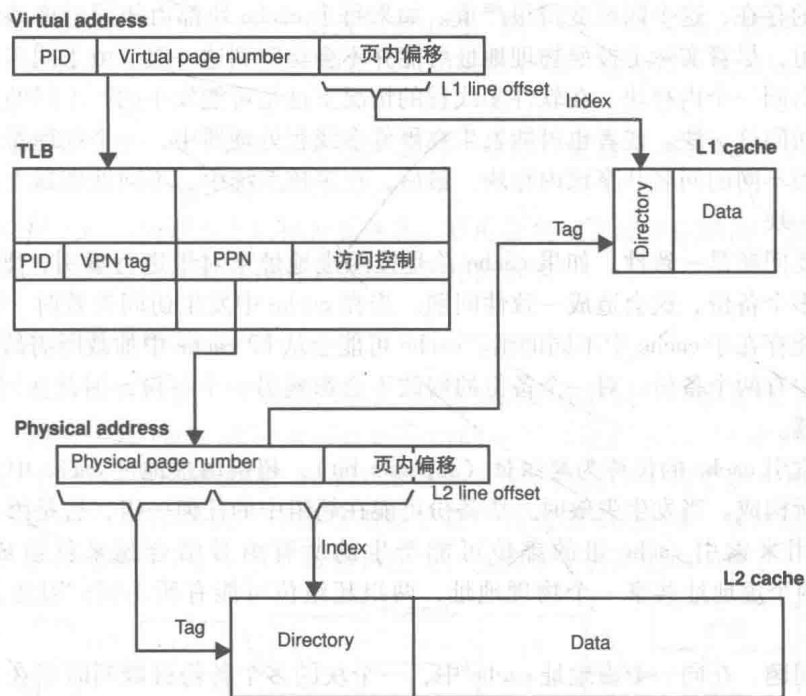 Virtual address
PID Virtual page number 页内偏移
L1 line offset
Index
TLB
L1 cache
Directory
Data
Tag
PID VPN tag PPN 访问控制
Physical address
Physical page number 页内偏移
L2 line offset
Index
L2 cache
Tag
Directory Data